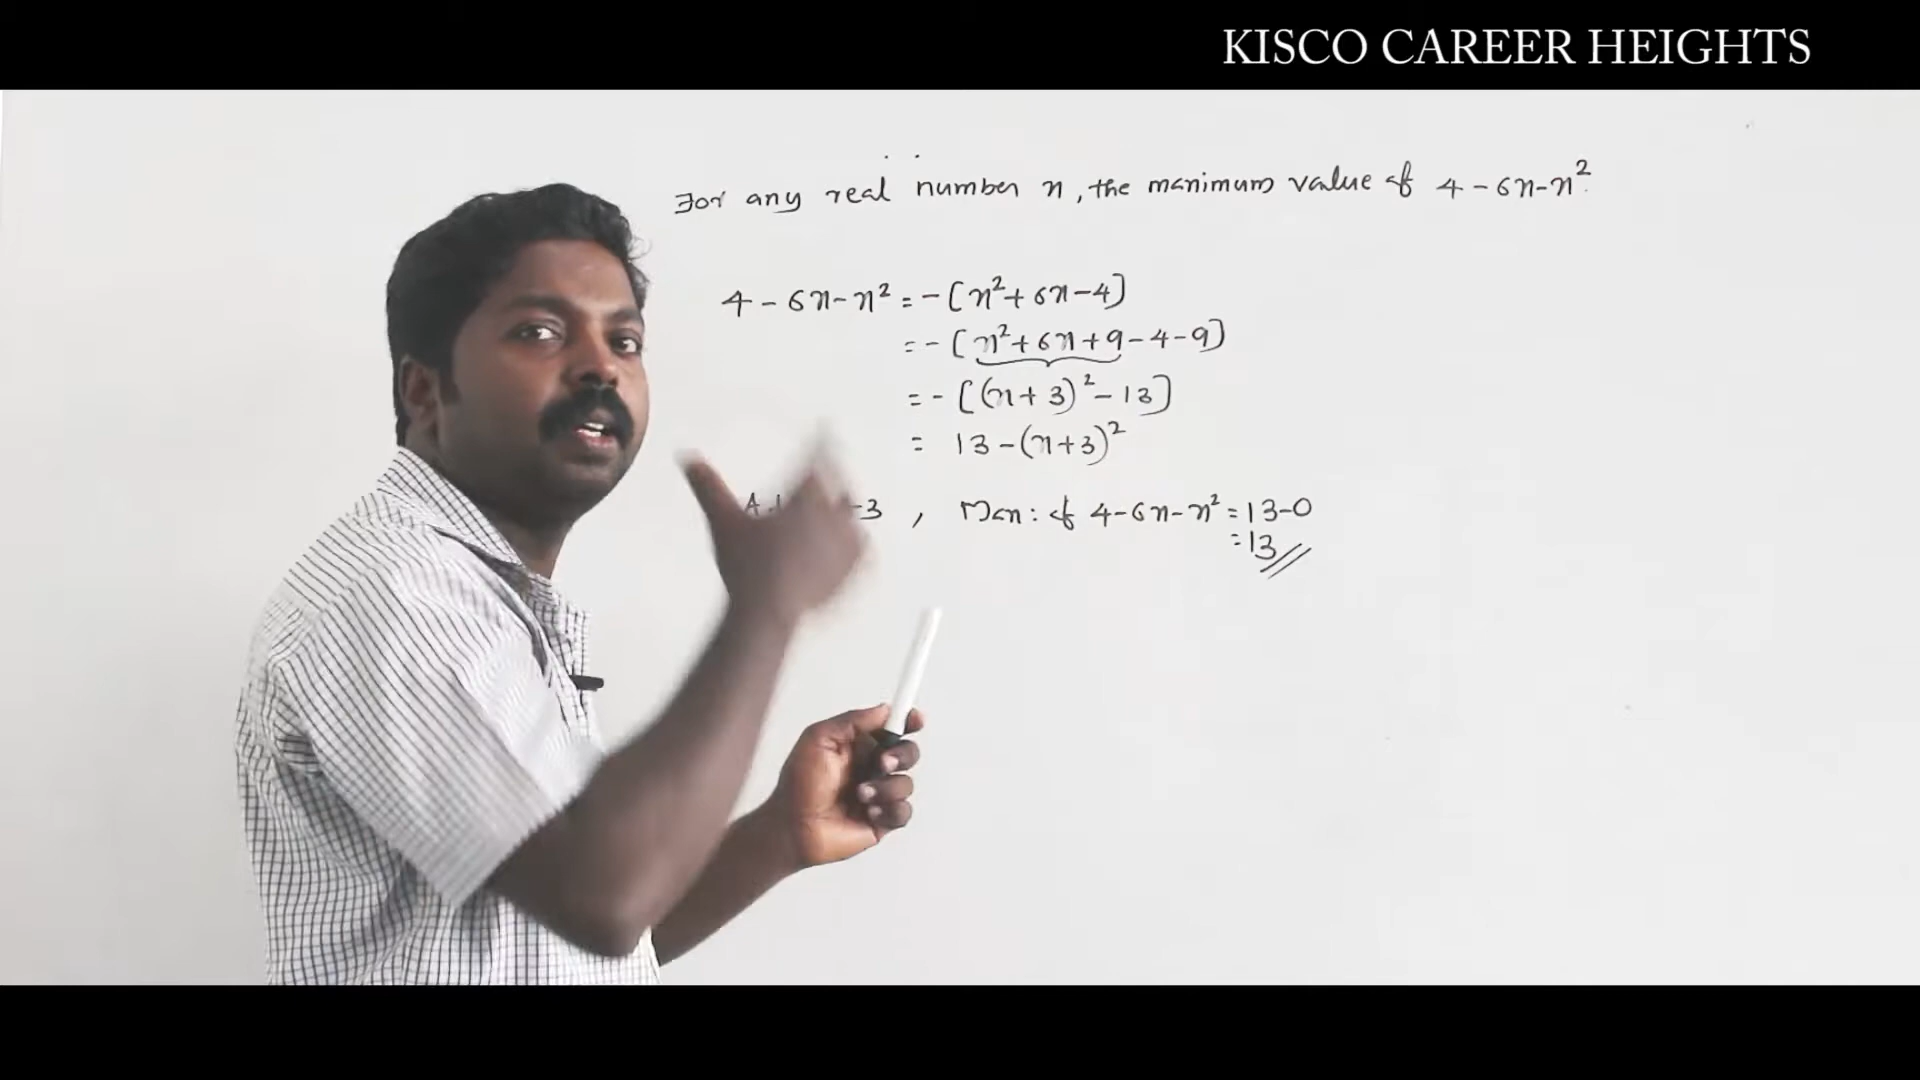 KISCO CAREER HEIGHTS
For any real number x, the maximum value of 4 - 6x - x².
4 - 6x - x² = -[x² + 6x - 4]
= -[x² + 6x + 9 - 4 - 9]
= -[(x + 3)² - 13]
= 13 - (x + 3)²
-3 , Max: of 4 - 6x - x² = 13 - 0
= 13